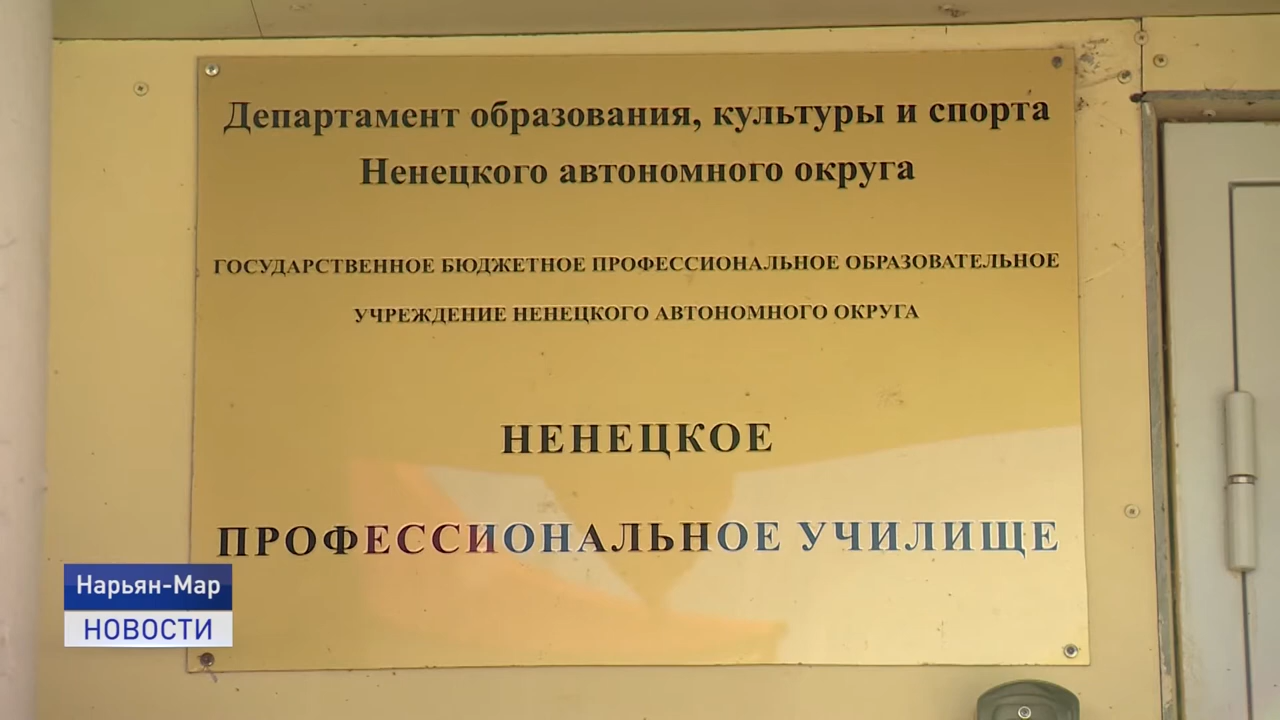 Департамент образования, культуры и спорта
Ненецкого автономного округа
ГОСУДАРСТВЕННОЕ БЮДЖЕТНОЕ ПРОФЕССИОНАЛЬНОЕ ОБРАЗОВАТЕЛЬНОЕ
УЧРЕЖДЕНИЕ НЕНЕЦКОГО АВТОНОМНОГО ОКРУГА
НЕНЕЦКОЕ
ПРОФЕССИОНАЛЬНОЕ УЧИЛИЩЕ
Нарьян-Мар
НОВОСТИ